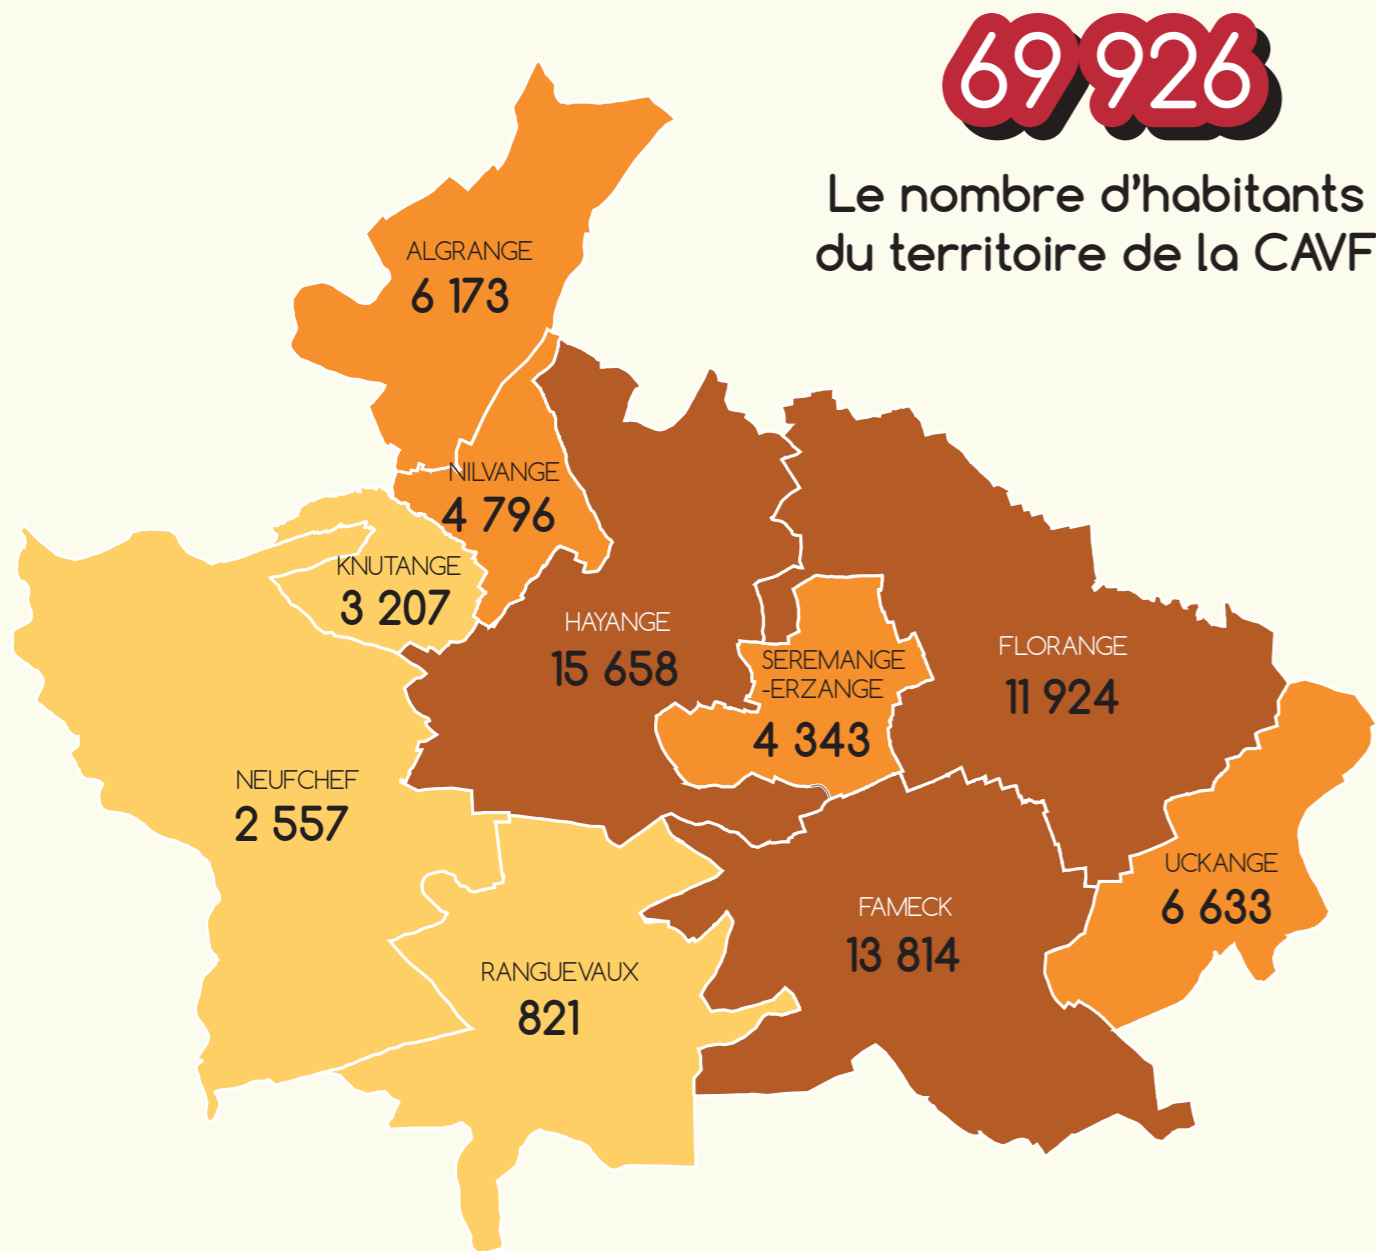 69 926
Le nombre d'habitants
du territoire de la CAVF
ALGRANGE
6 173
NILVANGE
4 796
KNUTANGE
3 207
HAYANGE
15 658
SEREMANGE
-ERZANGE
4 343
FLORANGE
11 924
NEUFCHEF
2 557
UCKANGE
6 633
FAMECK
13 814
RANGUEVAUX
821